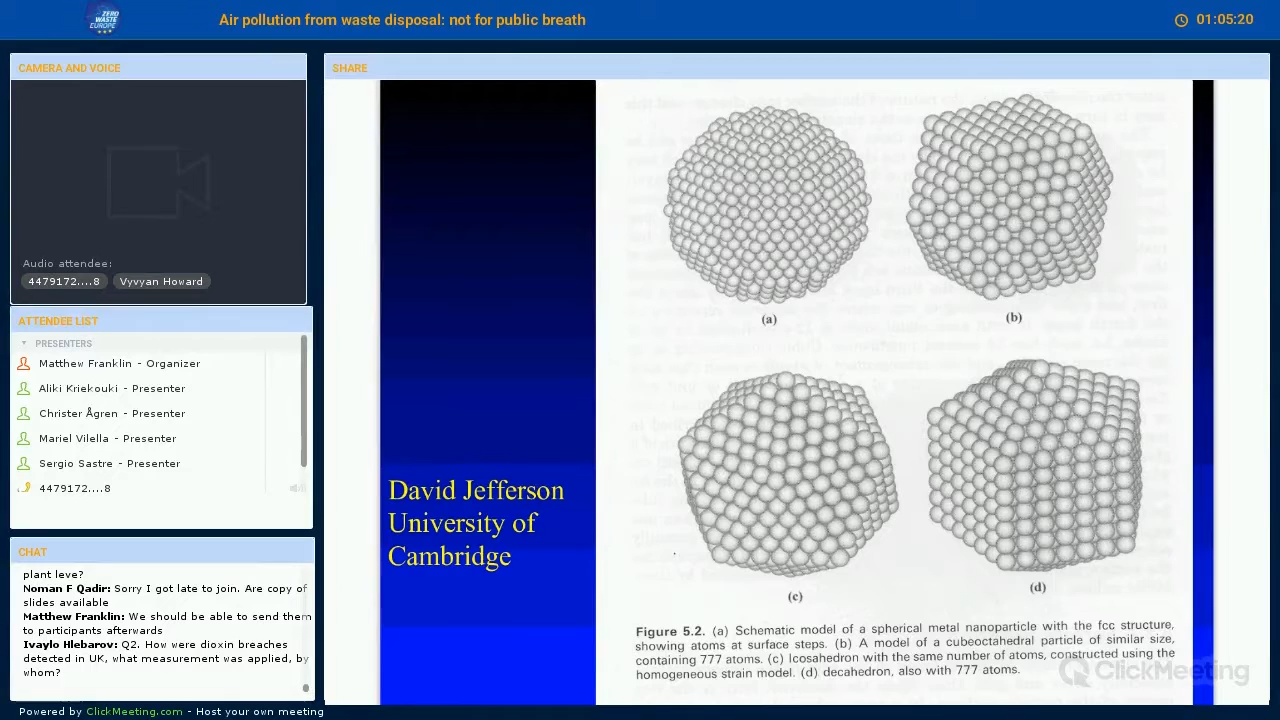 ZERO WASTE EUROPE
Air pollution from waste disposal: not for public breath
01:05:20
CAMERA AND VOICE
Audio attendee:
4479172....8
Vyvyan Howard
ATTENDEE LIST
PRESENTERS
Matthew Franklin - Organizer
Aliki Kriekouki - Presenter
Christer Ågren - Presenter
Mariel Vilella - Presenter
Sergio Sastre - Presenter
4479172....8
CHAT
plant leve?
Noman F Qadir: Sorry I got late to join. Are copy of
slides available
Matthew Franklin: We should be able to send them
to participants afterwards
Ivaylo Hlebarov: Q2. How were dioxin breaches
detected in UK, what measurement was applied, by
whom?
Powered by ClickMeeting.com - Host your own meeting
SHARE
David Jefferson
University of
Cambridge
(a)
(b)
(c)
(d)
Figure 5.2. (a) Schematic model of a spherical metal nanoparticle with the fcc structure,
showing atoms at surface steps. (b) A model of a cubeoctahedral particle of similar size,
containing 777 atoms. (c) Icosahedron with the same number of atoms, constructed using the
homogeneous strain model. (d) decahedron, also with 777 atoms.
ClickMeeting